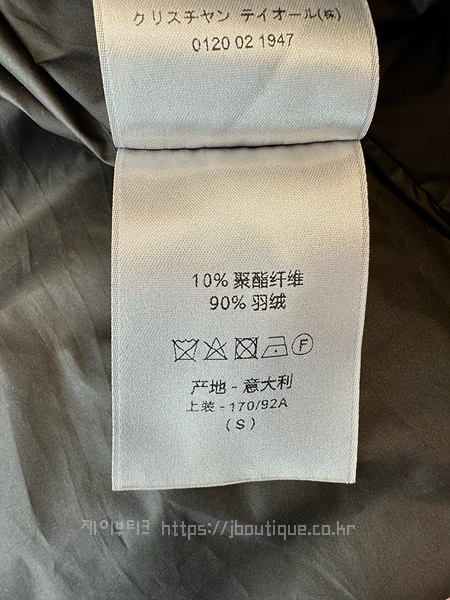 クリスチャン ディオール(株)
0120 02 1947
10% 聚酯纤维
90% 羽绒
F
产地 - 意大利
上装 - 170/92A
( S )
제이부티크 https://jboutique.co.kr